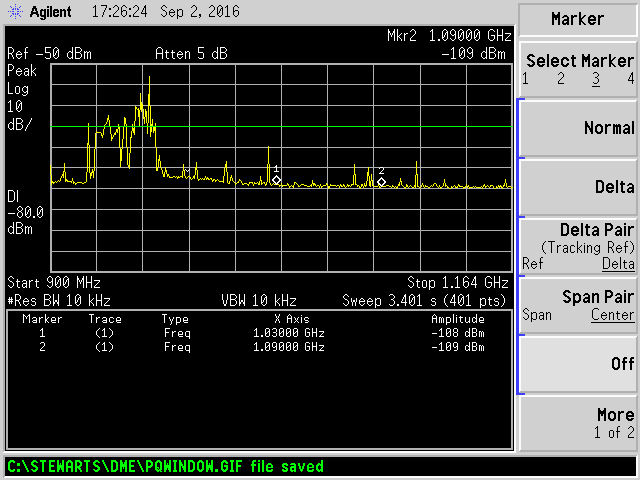 Agilent 17:26:24 Sep 2, 2016
Marker
Mkr2 1.09000 GHz
Ref -50 dBm Atten 5 dB -109 dBm
Peak
Log
10
dB/
DI
-80.0
dBm
1
2
Start 900 MHz Stop 1.164 GHz
#Res BW 10 kHz VBW 10 kHz Sweep 3.401 s (401 pts)
Marker Trace Type X Axis Amplitude
1 (1) Freq 1.03000 GHz -108 dBm
2 (1) Freq 1.09000 GHz -109 dBm
Select Marker
1 2 3 4
Normal
Delta
Delta Pair
(Tracking Ref)
Ref Delta
Span Pair
Span Center
Off
More
1 of 2
C:\STEWARTS\DME\PQWINDOW.GIF file saved